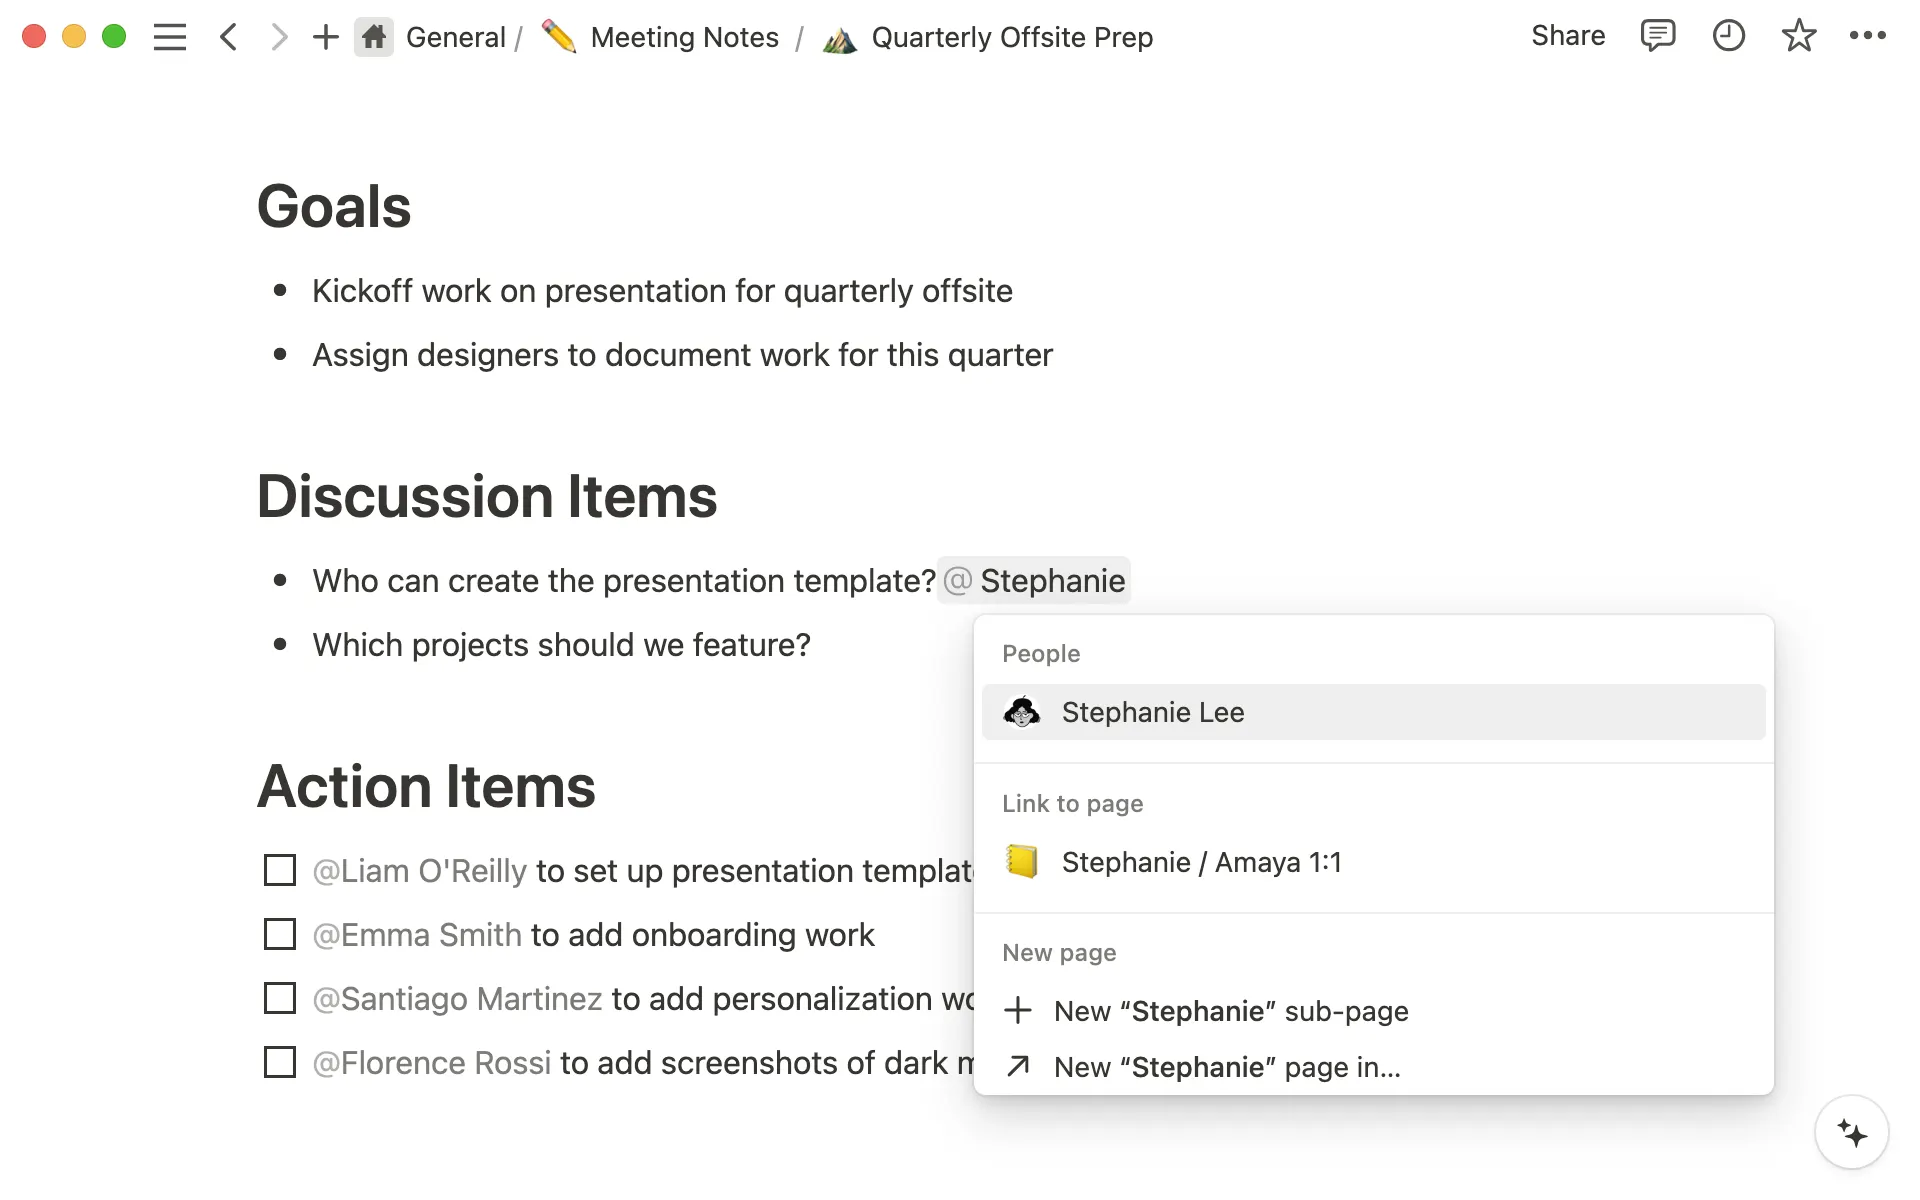 General / Meeting Notes / Quarterly Offsite Prep
Share
Goals
• Kickoff work on presentation for quarterly offsite
• Assign designers to document work for this quarter
Discussion Items
• Who can create the presentation template? @Stephanie
• Which projects should we feature?
People
Stephanie Lee
Link to page
Stephanie / Amaya 1:1
New page
New “Stephanie” sub-page
New “Stephanie” page in...
Action Items
@Liam O'Reilly to set up presentation
@Emma Smith to add onboarding work
@Santiago Martinez to add personalization
@Florence Rossi to add screenshots of dark